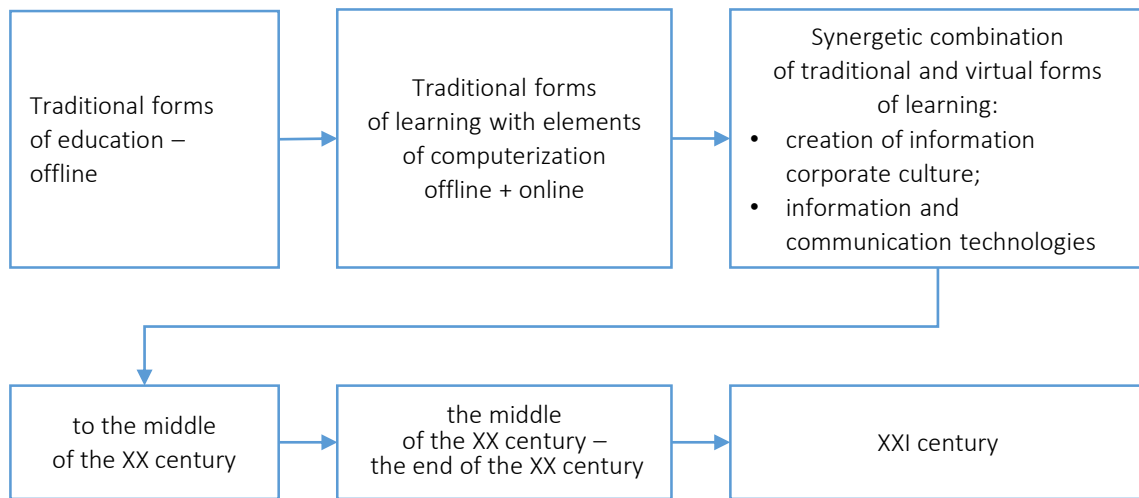 Traditional forms
of education –
offline
Traditional forms
of learning with elements
of computerization
offline + online
Synergetic combination
of traditional and virtual forms
of learning:
• creation of information
corporate culture;
• information and
communication technologies
to the middle
of the XX century
the middle
of the XX century –
the end of the XX century
XXI century